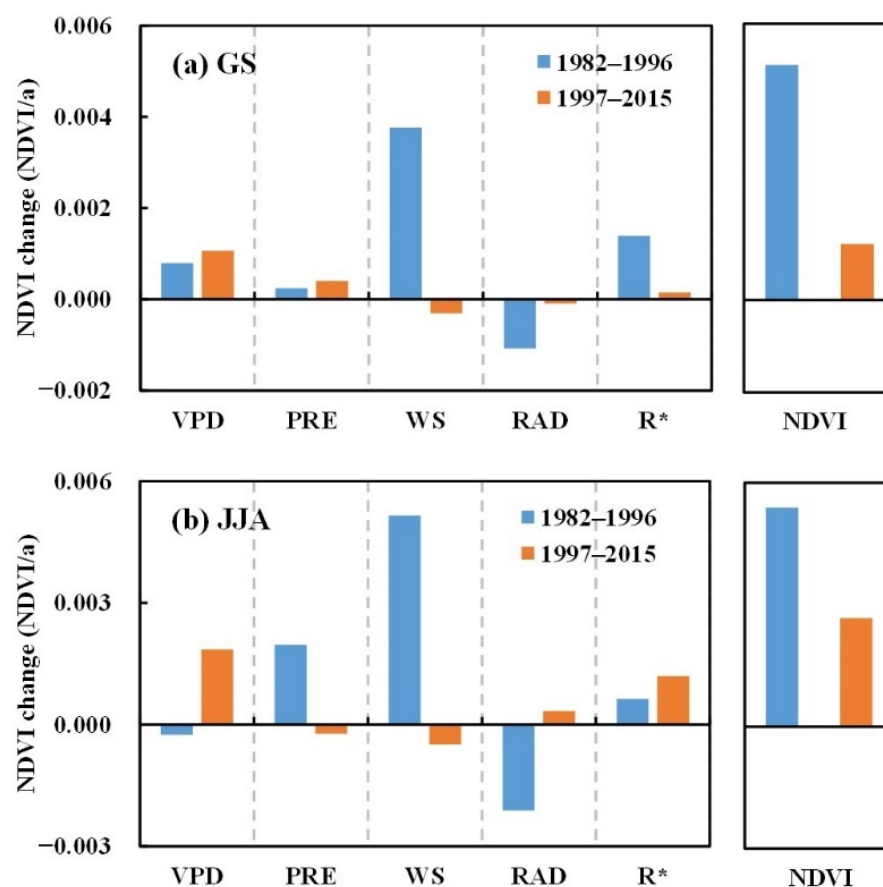 0.006
(a) GS
1982–1996
1997–2015
0.004
0.002
0.000
−0.002
NDVI change (NDVI/a)
VPD PRE WS RAD R* NDVI
0.006
(b) JJA
1982–1996
1997–2015
0.003
0.000
−0.003
NDVI change (NDVI/a)
VPD PRE WS RAD R* NDVI